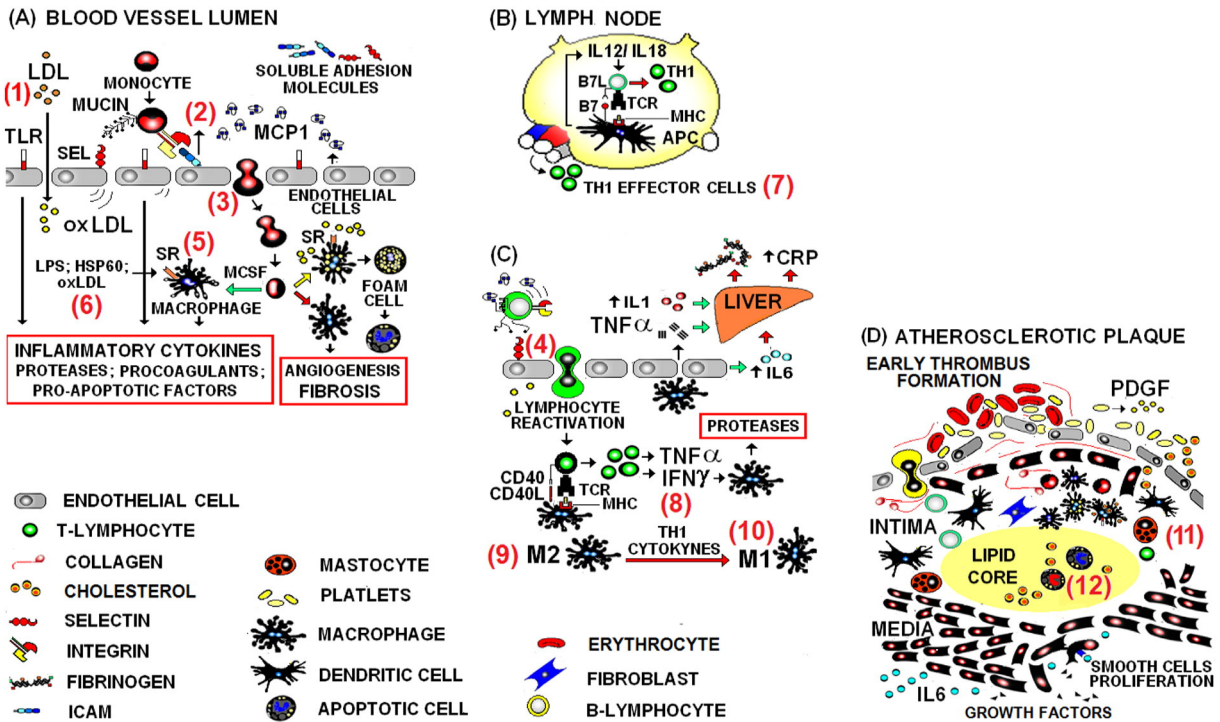 (A) BLOOD VESSEL LUMEN
LDL
(1)
MONOCYTE
SOLUBLE ADHESION
MOLECULES
MUCIN
(2)
MCP1
TLR
SEL
(3)
ENDOTHELIAL
CELLS
ox LDL
SR
(5)
SR
LPS; HSP60;
oxLDL
MCSF
(6)
MACROPHAGE
FOAM
CELL
INFLAMMATORY CYTOKINES
PROTEASES; PROCOAGULANTS;
PRO-APOPTOTIC FACTORS
ANGIOGENESIS
FIBROSIS
(B) LYMPH NODE
IL12/ IL18
B7L
TH1
B7
TCR
MHC
APC
TH1 EFFECTOR CELLS (7)
(C)
CRP
IL1
LIVER
TNFα
(4)
IL6
LYMPHOCYTE
REACTIVATION
PROTEASES
TNFα
CD40
IFNγ
CD40L
TCR
MHC
(8)
(9) M2
TH1
CYTOKYNES
(10)
M1
(D) ATHEROSCLEROTIC PLAQUE
EARLY THROMBUS
FORMATION
PDGF
INTIMA
(11)
LIPID
CORE
(12)
MEDIA
SMOOTH CELLS
PROLIFERATION
IL6
GROWTH FACTORS
ENDOTHELIAL CELL
T-LYMPHOCYTE
COLLAGEN
CHOLESTEROL
SELECTIN
INTEGRIN
FIBRINOGEN
ICAM
MASTOCYTE
PLATELETS
MACROPHAGE
DENDRITIC CELL
APOPTOTIC CELL
ERYTHROCYTE
FIBROBLAST
B-LYMPHOCYTE